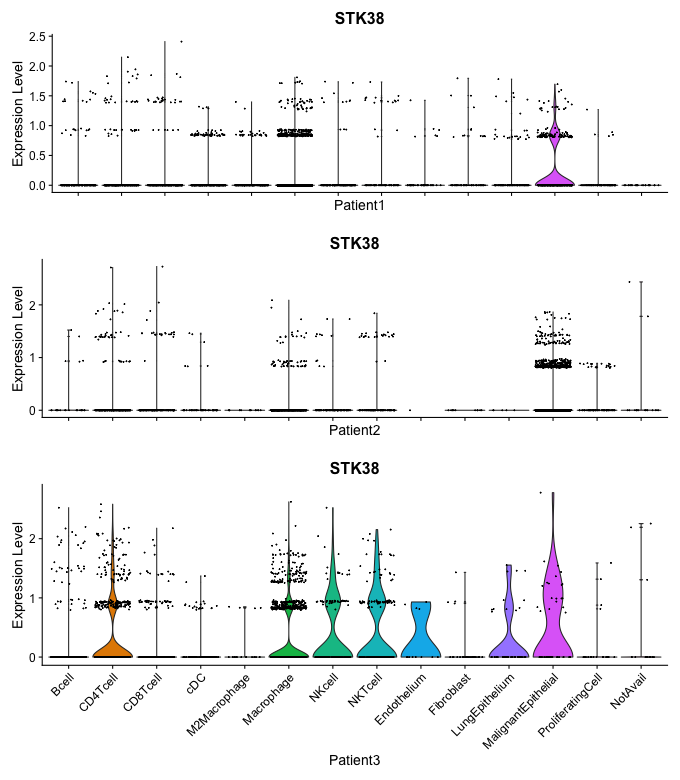 STK38
Expression Level
2.5
2.0
1.5
1.0
0.5
0.0
Patient1
STK38
Expression Level
2
1
0
Patient2
STK38
Expression Level
2
1
0
Bcell
CD4Tcell
CD8Tcell
cDC
M2Macrophage
Macrophage
NKcell
NKTcell
Endothelium
Fibroblast
LungEpithelium
MalignantEpithelial
ProliferatingCell
NotAvail
Patient3